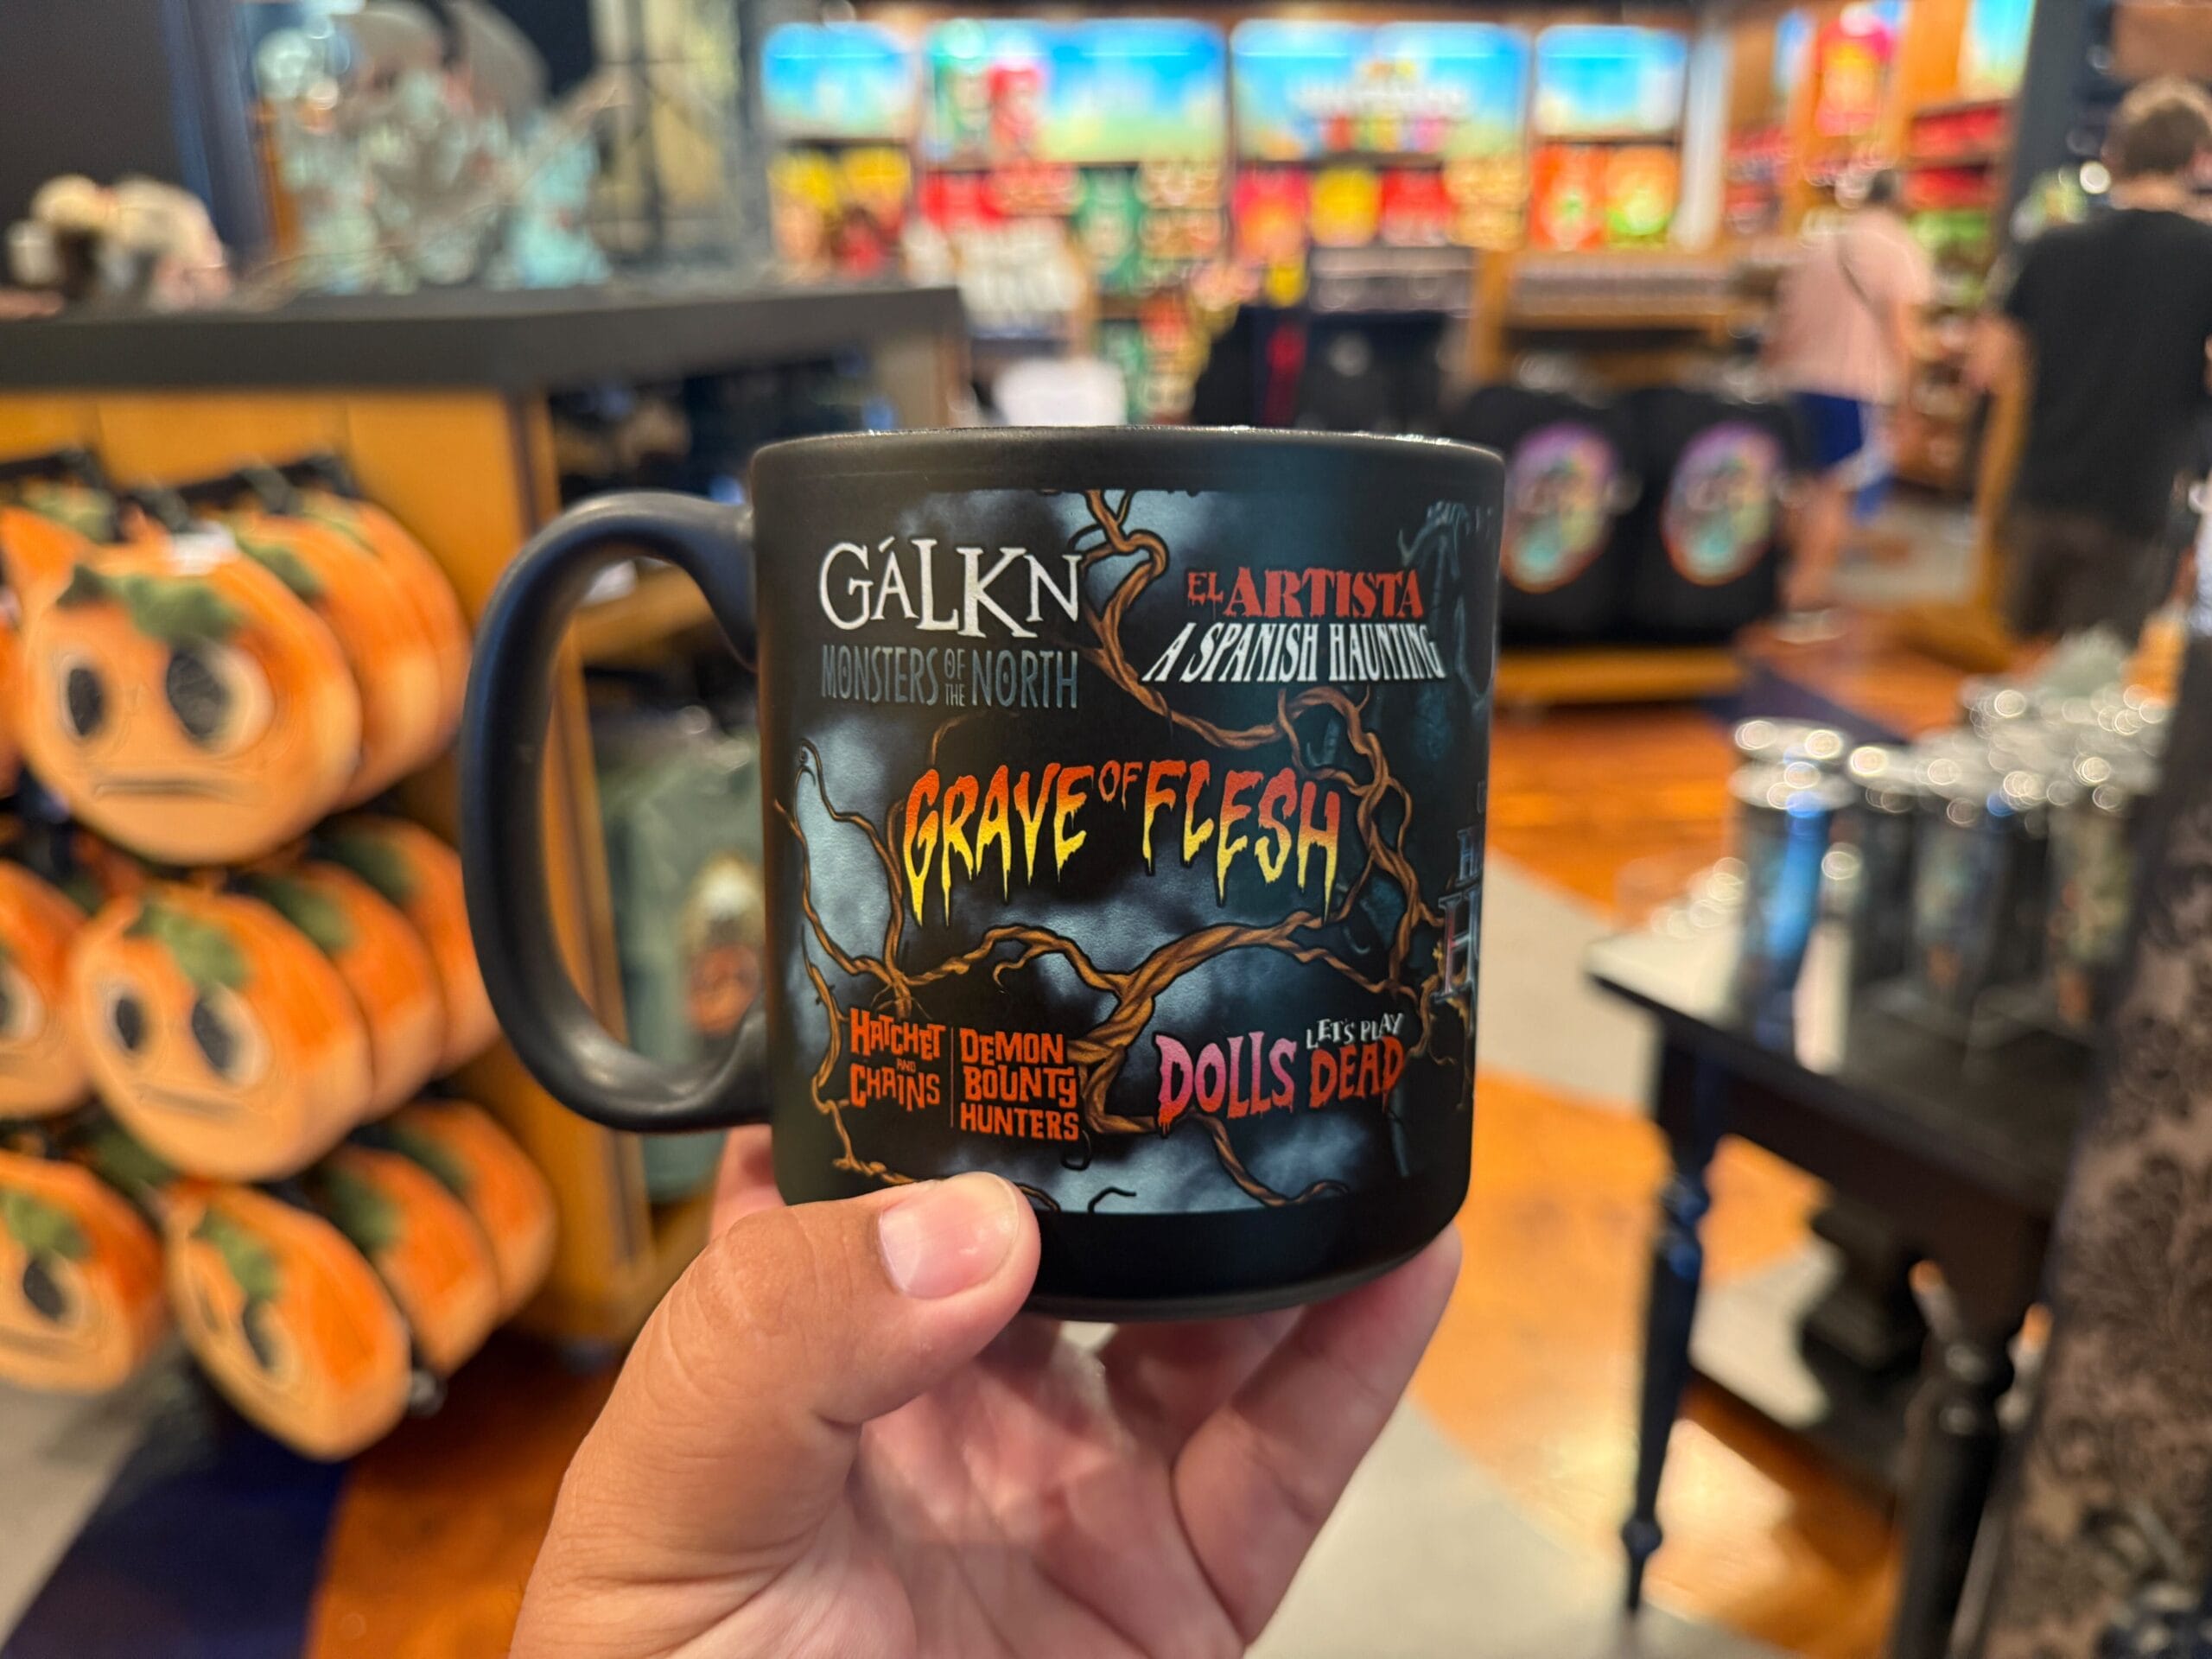 GÁLKN
MONSTERS OF THE NORTH
EL ARTISTA
A SPANISH HAUNTING
GRAVE OF FLESH
HATCHET
AND
CHAINS
DEMON
BOUNTY
HUNTERS
LET'S PLAY
DOLLS DEAD